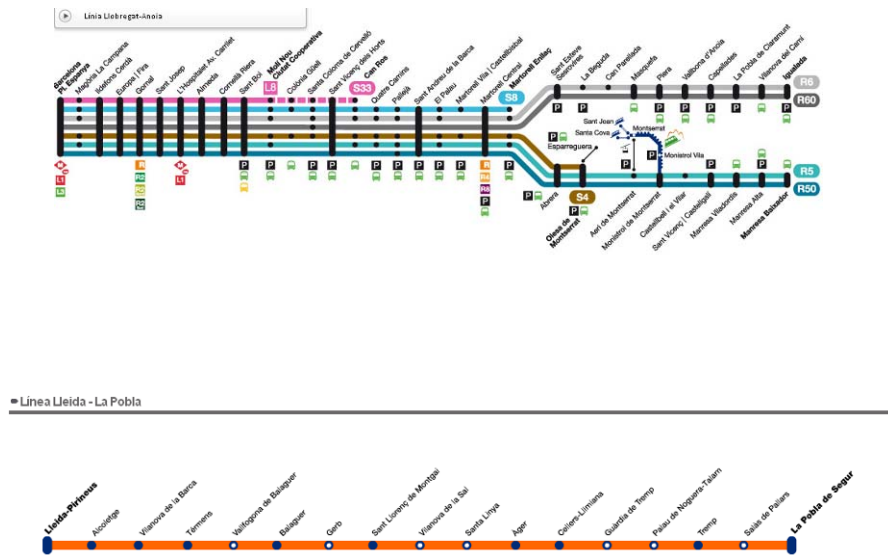 Línia Llobregat-Anoia
Barcelona
Pl. Espanya
Magòria La Campana
Ildefons Cerdà
Europa | Fira
Gornal
Sant Josep
L'Hospitalet Av. Carrilet
Almeda
Cornellà Riera
Sant Boi
Molí Nou
Ciutat Cooperativa
L8
Colònia Güell
Santa Coloma de Cervelló
Sant Vicenç dels Horts
Can Ros
S33
Quatre Camins
Pallejà
Sant Andreu de la Barca
El Palau
Martorell Vila | Castellbisbal
Martorell Central
Martorell Enllaç
S8
Sant Esteve
Sesrovires
La Beguda
Can Parellada
Masquefa
Piera
Vallbona d'Anoia
Capellades
La Pobla de Claramunt
Vilanova del Camí
Igualada
R6
R60
Sant Joan
Santa Cova
Montserrat
Esparreguera
Monistrol Vila
R5
R50
Abrera
S4
Olesa de
Montserrat
Aeri de Montserrat
Monistrol de Montserrat
Castellbell i el Vilar
Sant Vicenç | Castellgalí
Manresa Viladordis
Manresa Alta
Manresa Baixador
Línea Lleida - La Pobla
Lleida-Pirineus
Alcoletge
Vilanova de la Barca
Térmens
Vallfogona de Balaguer
Balaguer
Gerb
Sant Llorenç de Montgai
Vilanova de la Sal
Santa Linya
Àger
Cellers-Llimiana
Guàrdia de Tremp
Palau de Noguera-Talarn
Tremp
Salàs de Pallars
La Pobla de Segur